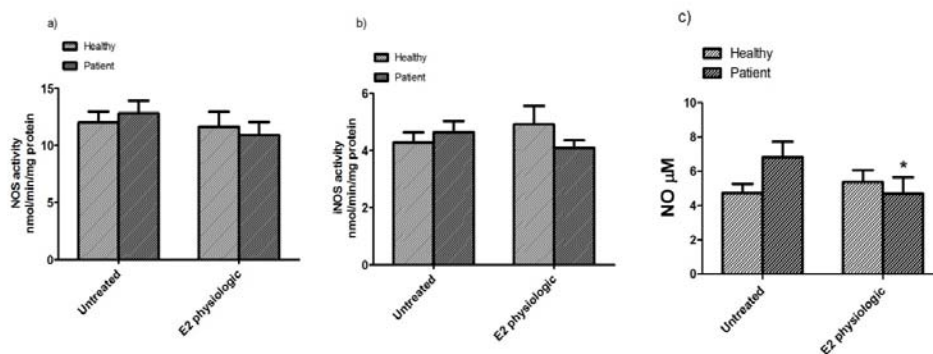 a)
Healthy
Patient
NOS activity
nmol/min/mg protein
15
10
5
0
Untreated
E2 physiologic
b)
Healthy
Patient
iNOS activity
nmol/min/mg protein
6
4
2
0
Untreated
E2 physiologic
c)
Healthy
Patient
NO µM
10
8
6
4
2
0
*
Untreated
E2 physiologic